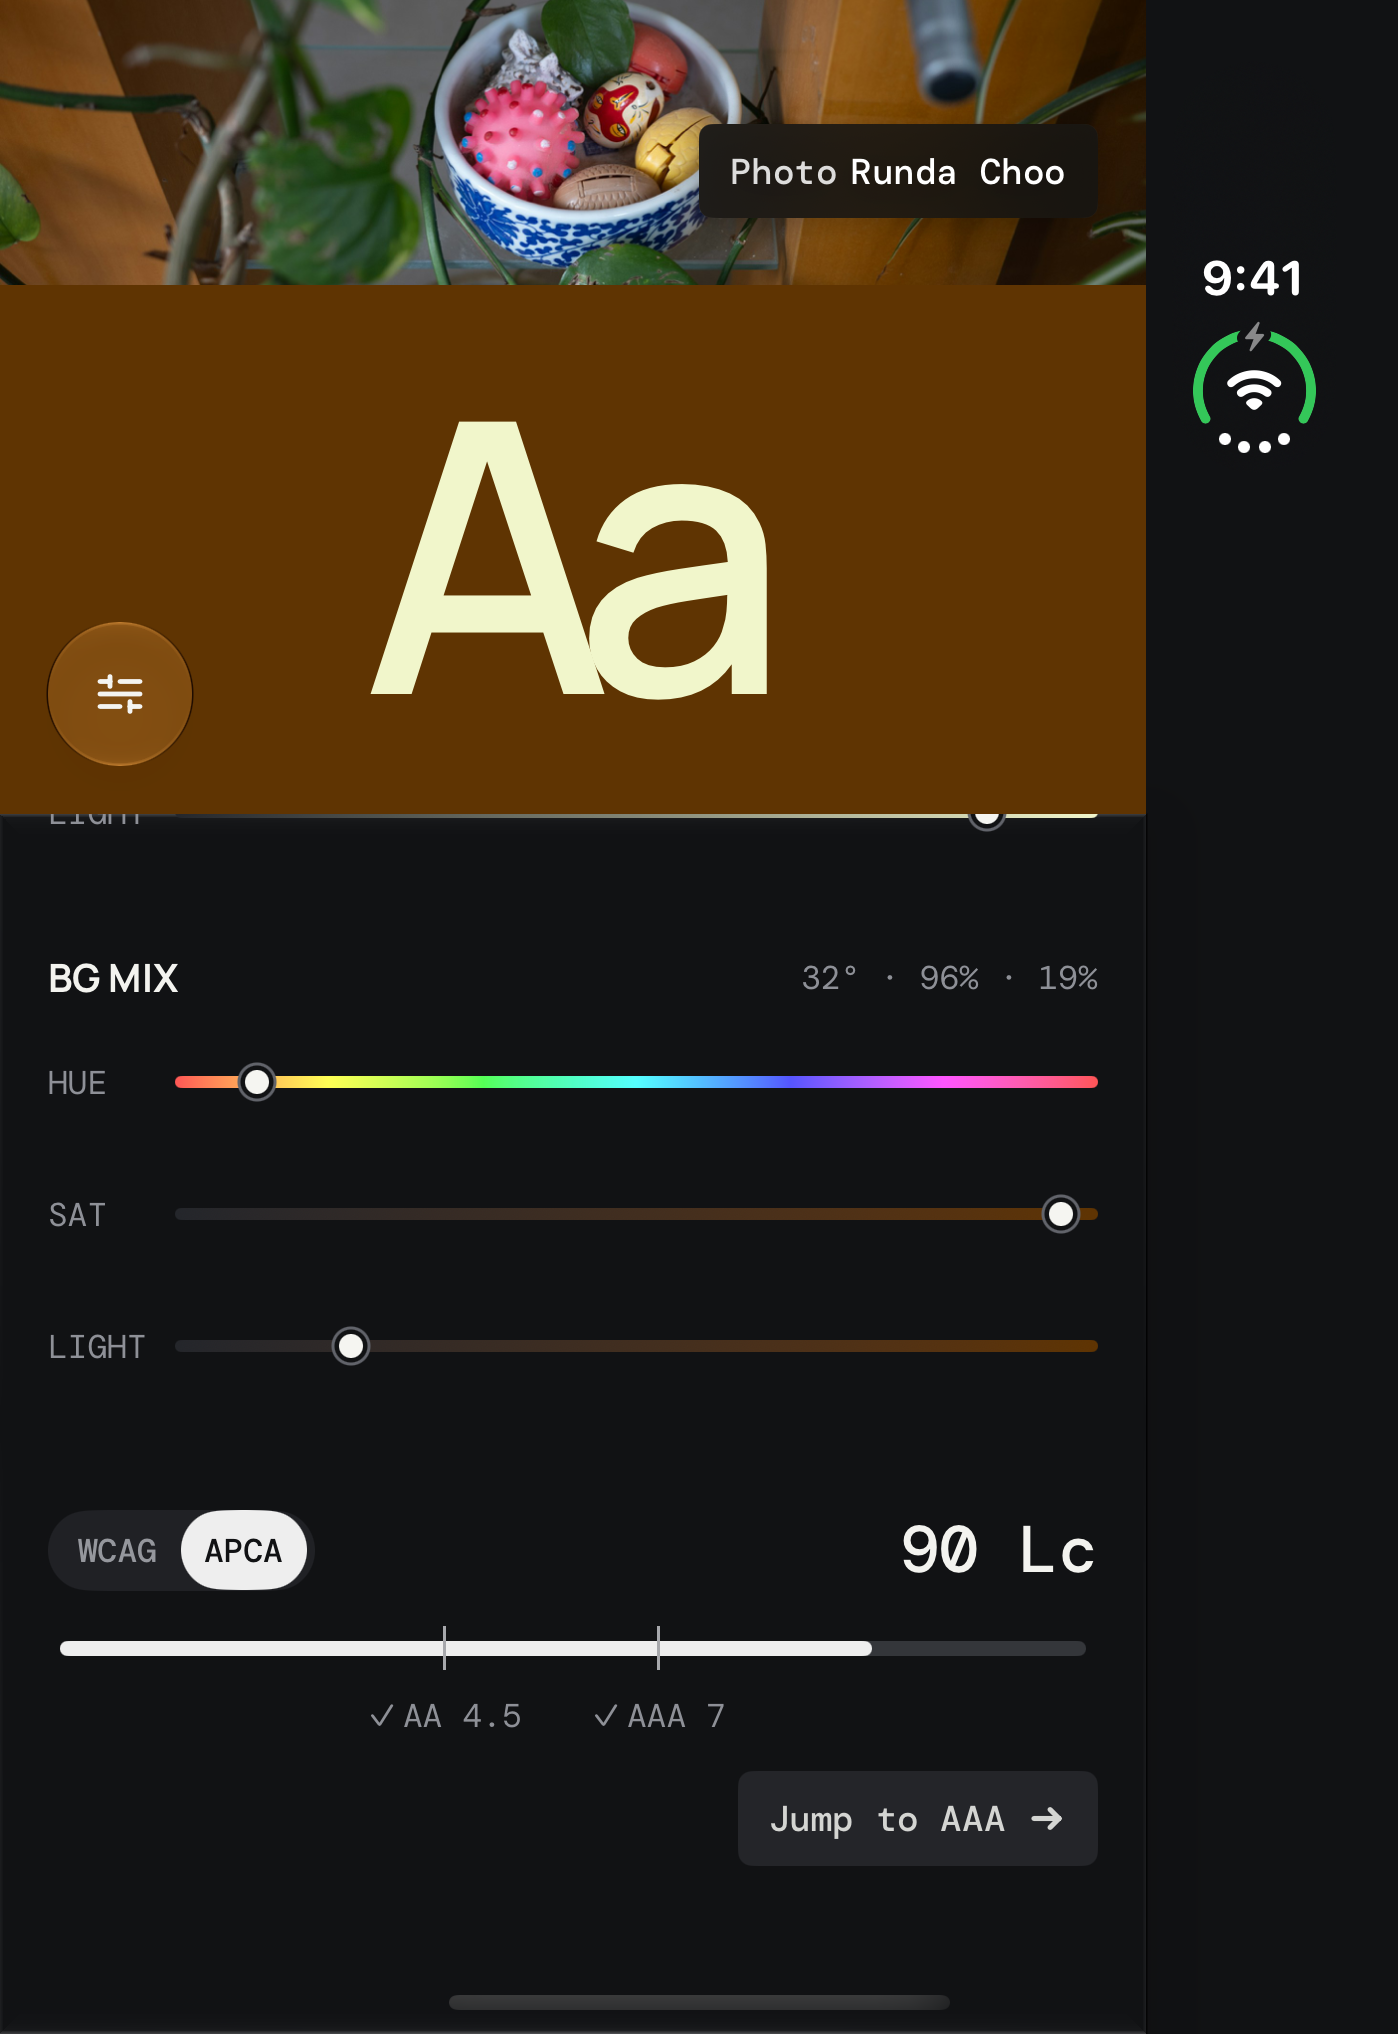 Photo Runda Choo
9:41
Aa
LIGHT
BG MIX
32° · 96% · 19%
HUE
SAT
LIGHT
WCAG APCA
90 Lc
✓ AA 4.5 ✓ AAA 7
Jump to AAA →